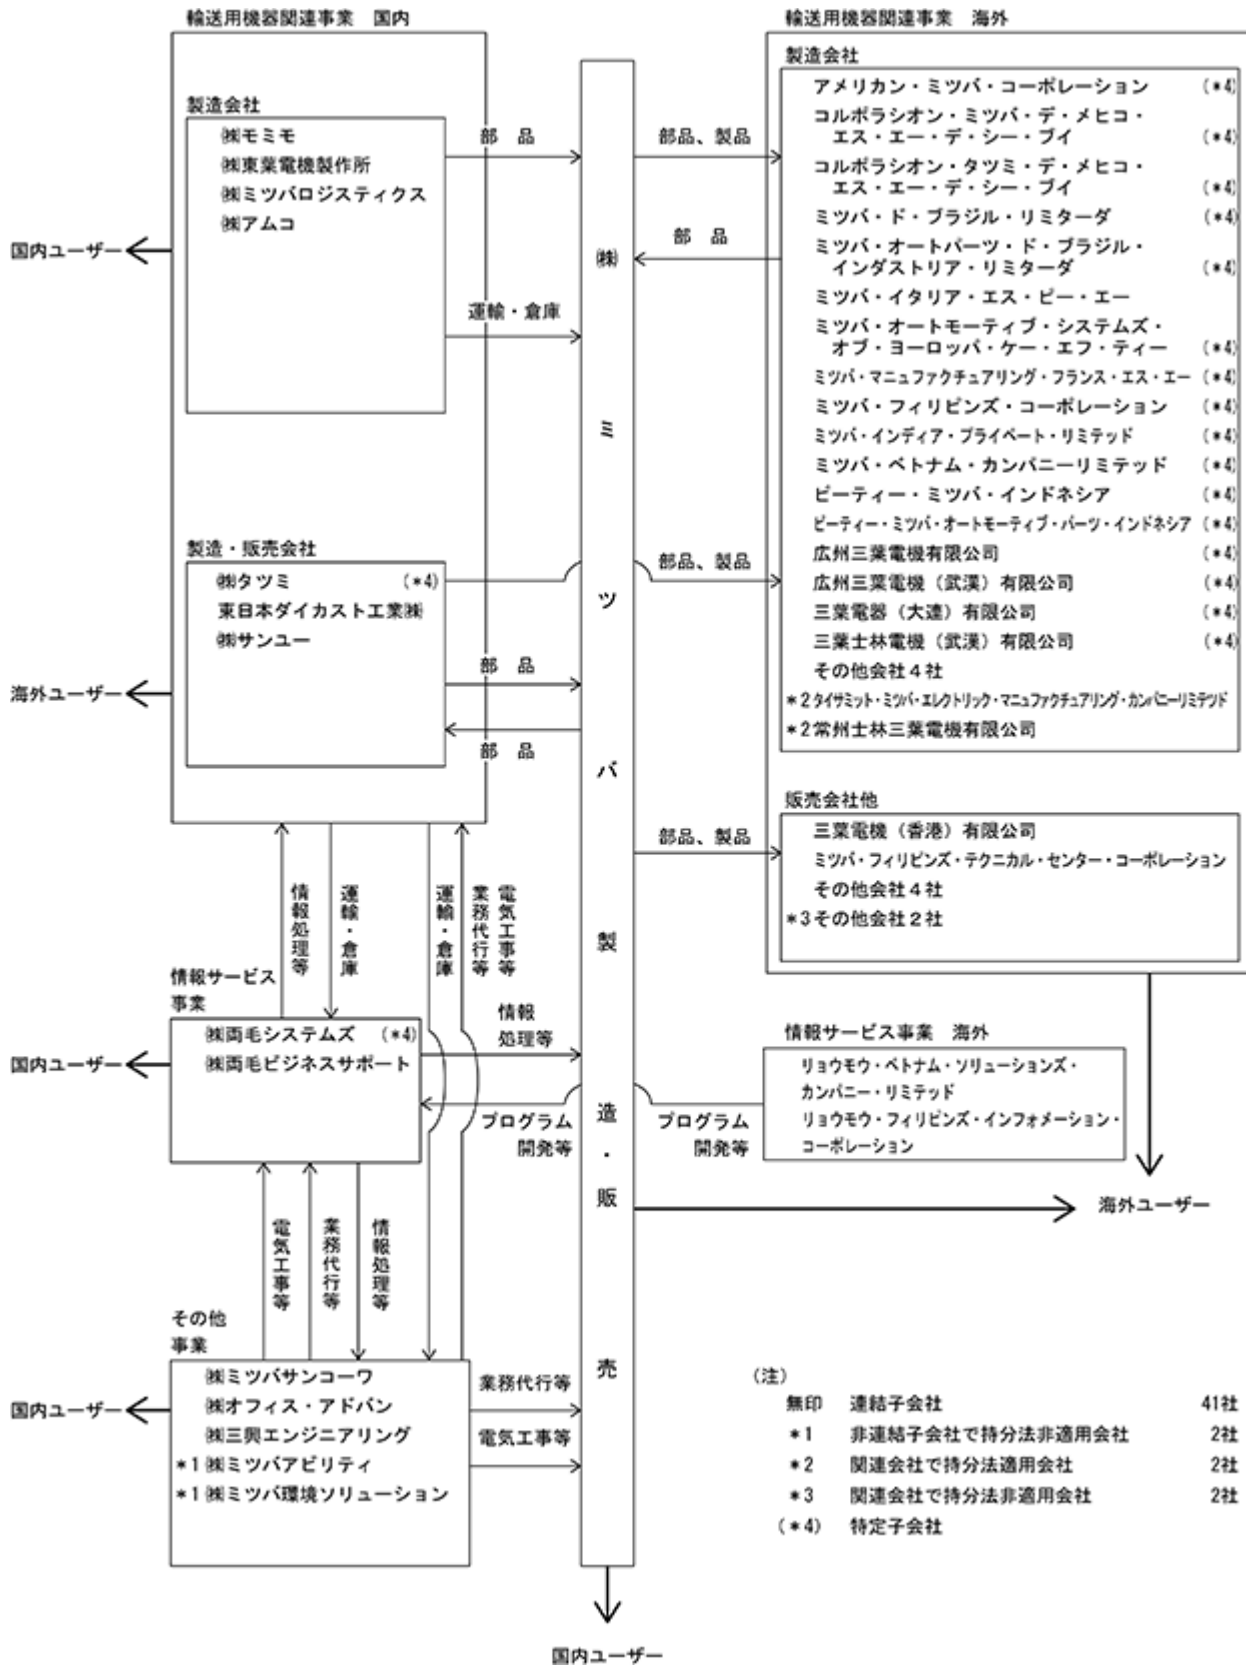 輸送用機器関連事業　国内
製造会社
㈱モミモ
㈱東葉電機製作所
㈱ミツバロジスティクス
㈱アムコ
部　品
運輸・倉庫
国内ユーザー
製造・販売会社
㈱タツミ　(*4)
東日本ダイカスト工業㈱
㈱サンユー
部　品
部　品
海外ユーザー
情報処理等
運輸・倉庫
運輸・倉庫
業務代行等
電気工事等
情報サービス
事業
㈱両毛システムズ　(*4)
㈱両毛ビジネスサポート
国内ユーザー
情報
処理等
プログラム
開発等
電気工事等
業務代行等
情報処理等
その他
事業
㈱ミツバサンコーワ
㈱オフィス・アドバン
㈱三興エンジニアリング
*1㈱ミツバアビリティ
*1㈱ミツバ環境ソリューション
国内ユーザー
業務代行等
電気工事等
㈱ミツバ製造・販売
国内ユーザー
輸送用機器関連事業　海外
製造会社
アメリカン・ミツバ・コーポレーション　(*4)
コルポラシオン・ミツバ・デ・メヒコ・
エス・エー・デ・シー・ブイ　(*4)
コルポラシオン・タツミ・デ・メヒコ・
エス・エー・デ・シー・ブイ　(*4)
ミツバ・ド・ブラジル・リミターダ　(*4)
ミツバ・オートパーツ・ド・ブラジル・
インダストリア・リミターダ　(*4)
ミツバ・イタリア・エス・ピー・エー
ミツバ・オートモーティブ・システムズ・
オブ・ヨーロッパ・ケー・エフ・ティー　(*4)
ミツバ・マニュファクチュアリング・フランス・エス・エー　(*4)
ミツバ・フィリピンズ・コーポレーション　(*4)
ミツバ・インディア・プライベート・リミテッド　(*4)
ミツバ・ベトナム・カンパニーリミテッド　(*4)
ピーティー・ミツバ・インドネシア　(*4)
ピーティー・ミツバ・オートモーティブ・パーツ・インドネシア　(*4)
広州三葉電機有限公司　(*4)
広州三葉電機（武漢）有限公司　(*4)
三葉電器（大連）有限公司　(*4)
三葉士林電機（武漢）有限公司　(*4)
その他会社４社
*2タイサミット・ミツバ・エレクトリック・マニュファクチュアリング・カンパニーリミテッド
*2常州士林三葉電機有限公司
部品、製品
部　品
部品、製品
販売会社他
三葉電機（香港）有限公司
ミツバ・フィリピンズ・テクニカル・センター・コーポレーション
その他会社４社
*3その他会社２社
部品、製品
情報サービス事業　海外
リョウモウ・ベトナム・ソリューションズ・
カンパニー・リミテッド
リョウモウ・フィリピンズ・インフォメーション・
コーポレーション
プログラム
開発等
海外ユーザー
（注）
無印　連結子会社　41社
*1　非連結子会社で持分法非適用会社　2社
*2　関連会社で持分法適用会社　2社
*3　関連会社で持分法非適用会社　2社
(*4)　特定子会社